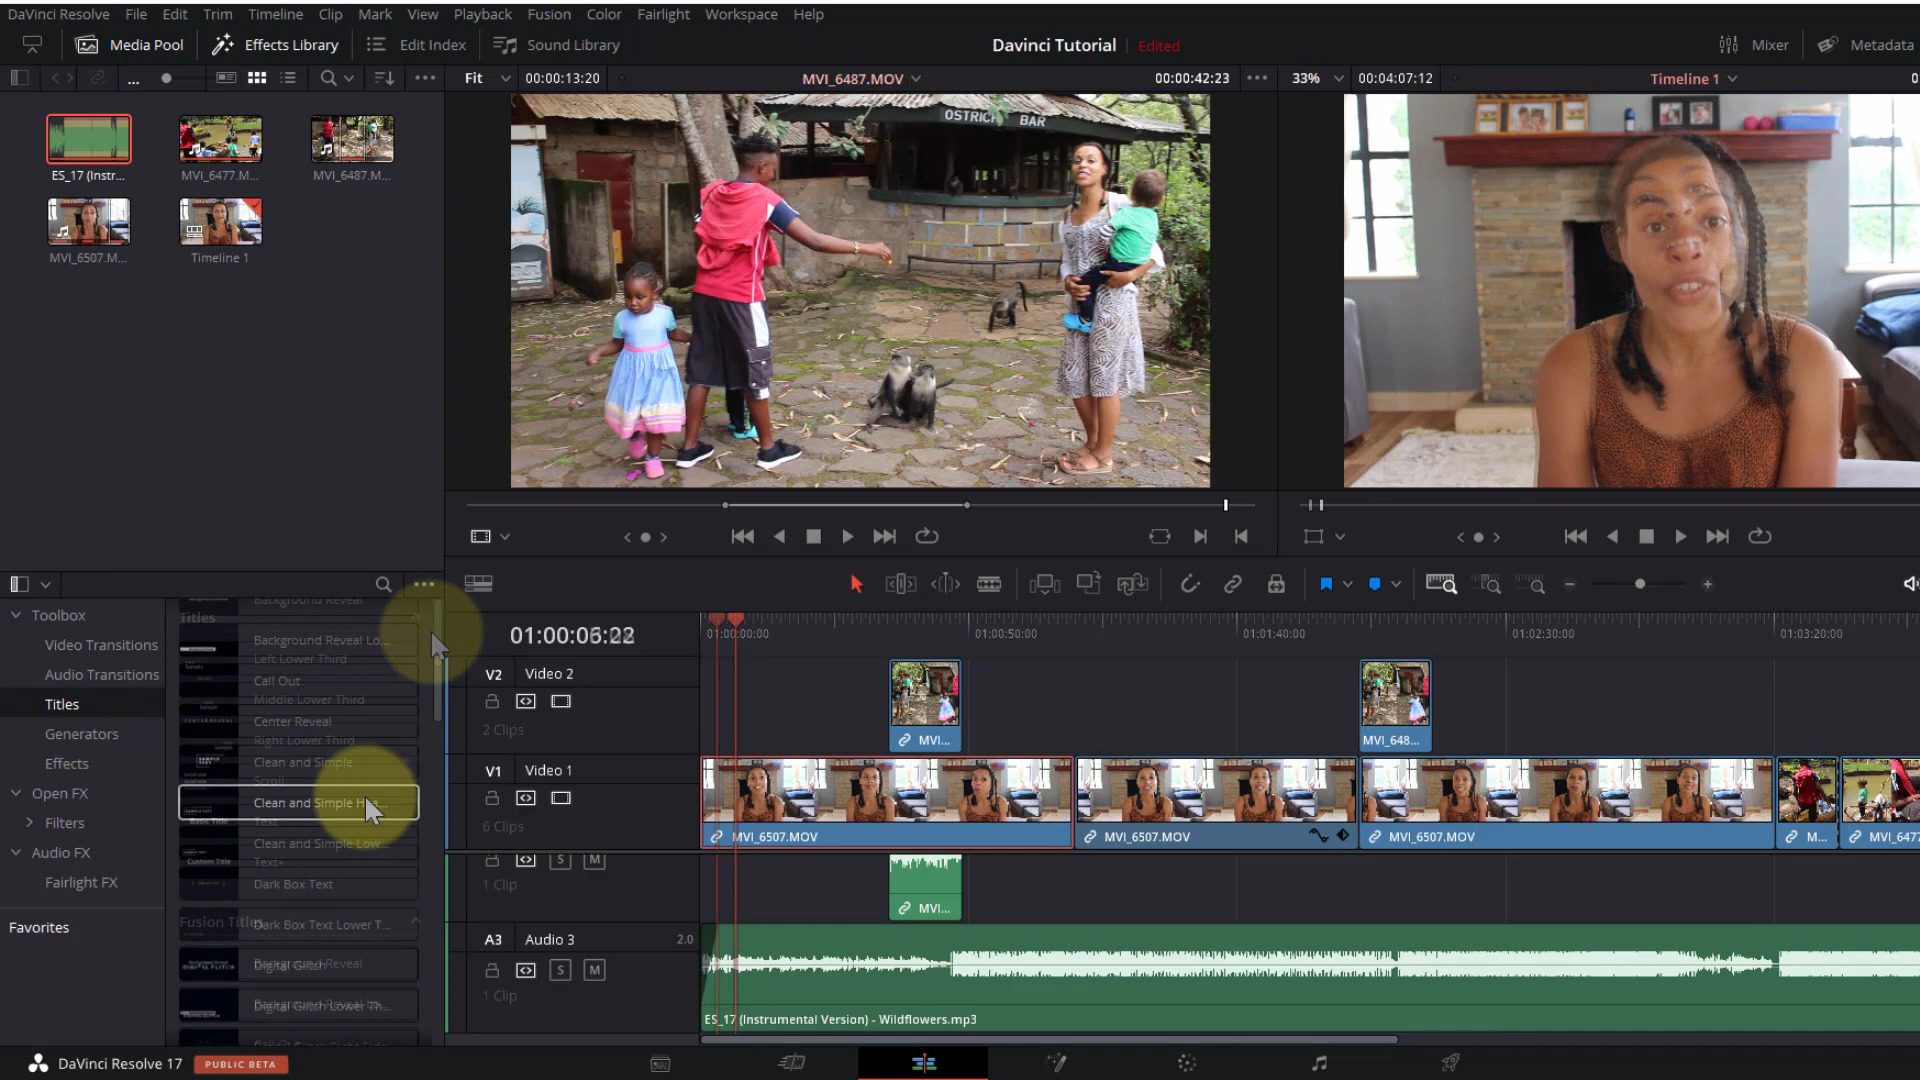 DaVinci Resolve File Edit Trim Timeline Clip Mark View Playback Fusion Color Fairlight Workspace Help
Media Pool Effects Library Edit Index Sound Library Davinci Tutorial Edited Mixer Metadata
... Fit 00:00:13:20 MVI_6487.MOV 00:00:42:23 33% 00:04:07:12 Timeline 1
OSTRICH BAR
ES_17 (Instr... MVI_6477.M... MVI_6487.M...
MVI_6507.M... Timeline 1
Toolbox
Video Transitions
Audio Transitions
Titles
Generators
Effects
Open FX
Filters
Audio FX
Fairlight FX
Favorites
Background Reveal
Titles
Background Reveal Lo...
Left Lower Third
Call Out
Middle Lower Third
Center Reveal
Right Lower Third
Clean and Simple
Scroll
Clean and Simple
Text
Clean and Simple Low...
Text+
Dark Box Text
Fusion Titles
Dark Box Text Lower T...
Background Reveal
Digital Glitch
Digital Glitch Lower Th...
01:00:00:00 01:00:50:00 01:01:40:00 01:02:30:00 01:03:20:00
V2 Video 2
2 Clips
MVI... MVI_648...
V1 Video 1
6 Clips
MVI_6507.MOV MVI_6507.MOV MVI_6507.MOV M... MVI_6477
S M
1 Clip
MVI...
A3 Audio 3 2.0
S M
1 Clip
ES_17 (Instrumental Version) - Wildflowers.mp3
DaVinci Resolve 17 PUBLIC BETA